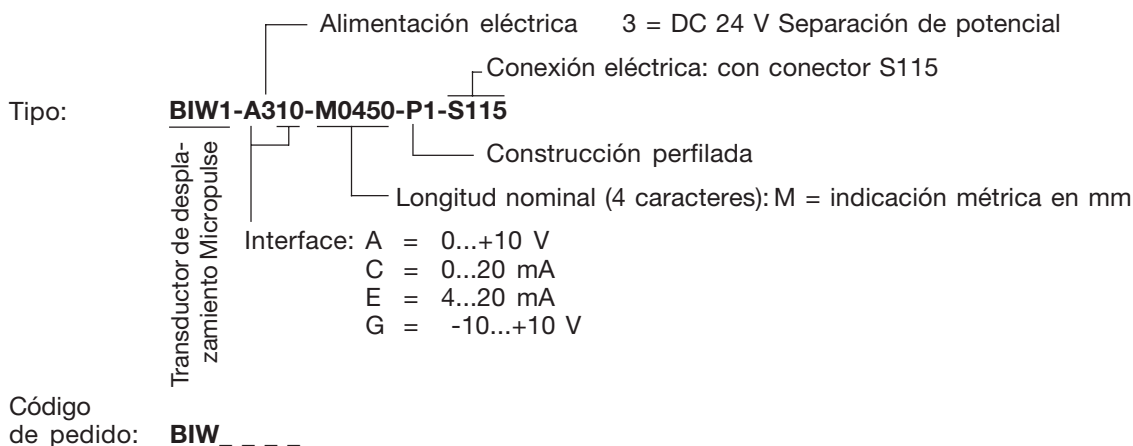 Alimentación eléctrica 3 = DC 24 V Separación de potencial
Conexión eléctrica: con conector S115
Tipo: BIW1-A310-M0450-P1-S115
Construcción perfilada
Longitud nominal (4 caracteres): M = indicación métrica en mm
Transductor de despla-
zamiento Micropulse
Interface: A = 0...+10 V
C = 0...20 mA
E = 4...20 mA
G = -10...+10 V
Código
de pedido: BIW_ _ _ _